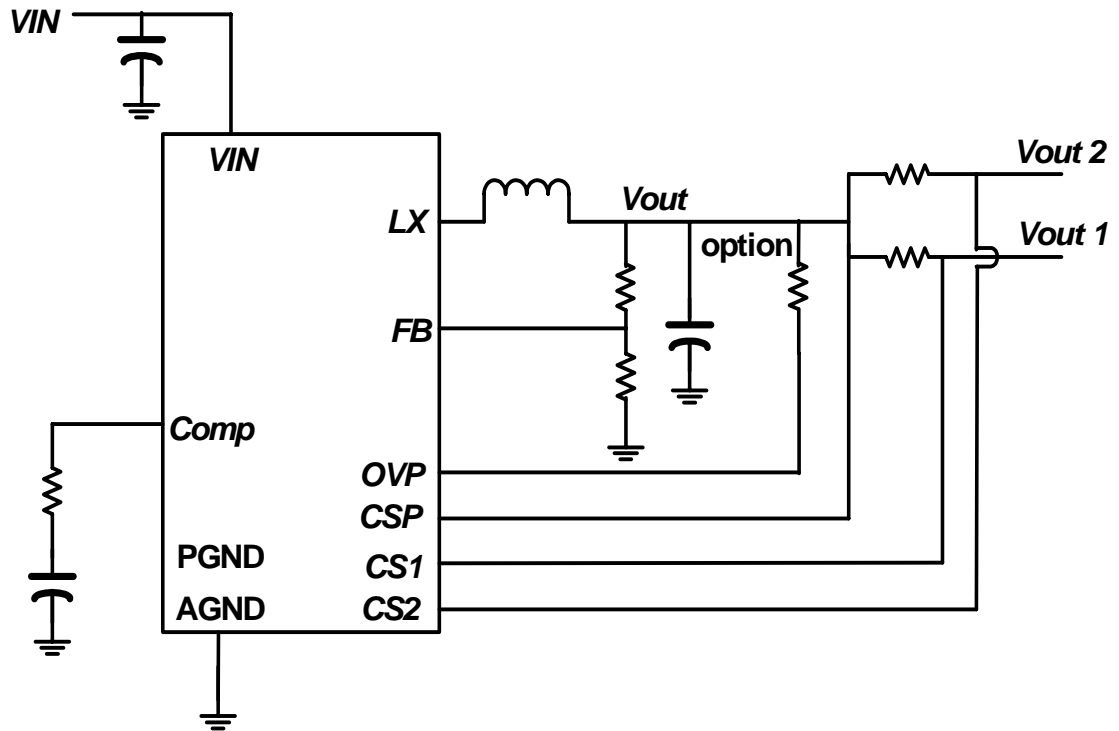 VIN
VIN
Vout 2
LX
Vout
option
Vout 1
FB
Comp
OVP
CSP
PGND
CS1
AGND
CS2